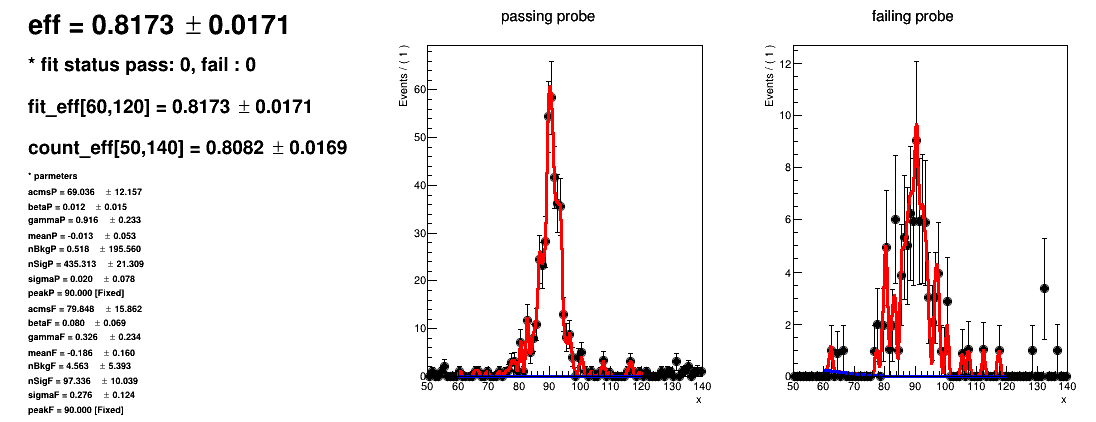 eff = 0.8173 ± 0.0171
* fit status pass: 0, fail : 0
fit_eff[60,120] = 0.8173 ± 0.0171
count_eff[50,140] = 0.8082 ± 0.0169
* parmeters
acmsP = 69.036 ± 12.157
betaP = 0.012 ± 0.015
gammaP = 0.916 ± 0.233
meanP = -0.013 ± 0.053
nBkgP = 0.518 ± 195.560
nSigP = 435.313 ± 21.309
sigmaP = 0.020 ± 0.078
peakP = 90.000 [Fixed]
acmsF = 79.848 ± 15.862
betaF = 0.080 ± 0.069
gammaF = 0.326 ± 0.234
meanF = -0.186 ± 0.160
nBkgF = 4.563 ± 5.393
nSigF = 97.336 ± 10.039
sigmaF = 0.276 ± 0.124
peakF = 90.000 [Fixed]
passing probe
Events / ( 1 )
60
50
40
30
20
10
0
50 60 70 80 90 100 110 120 130 140
x
failing probe
Events / ( 1 )
12
10
8
6
4
2
0
50 60 70 80 90 100 110 120 130 140
x